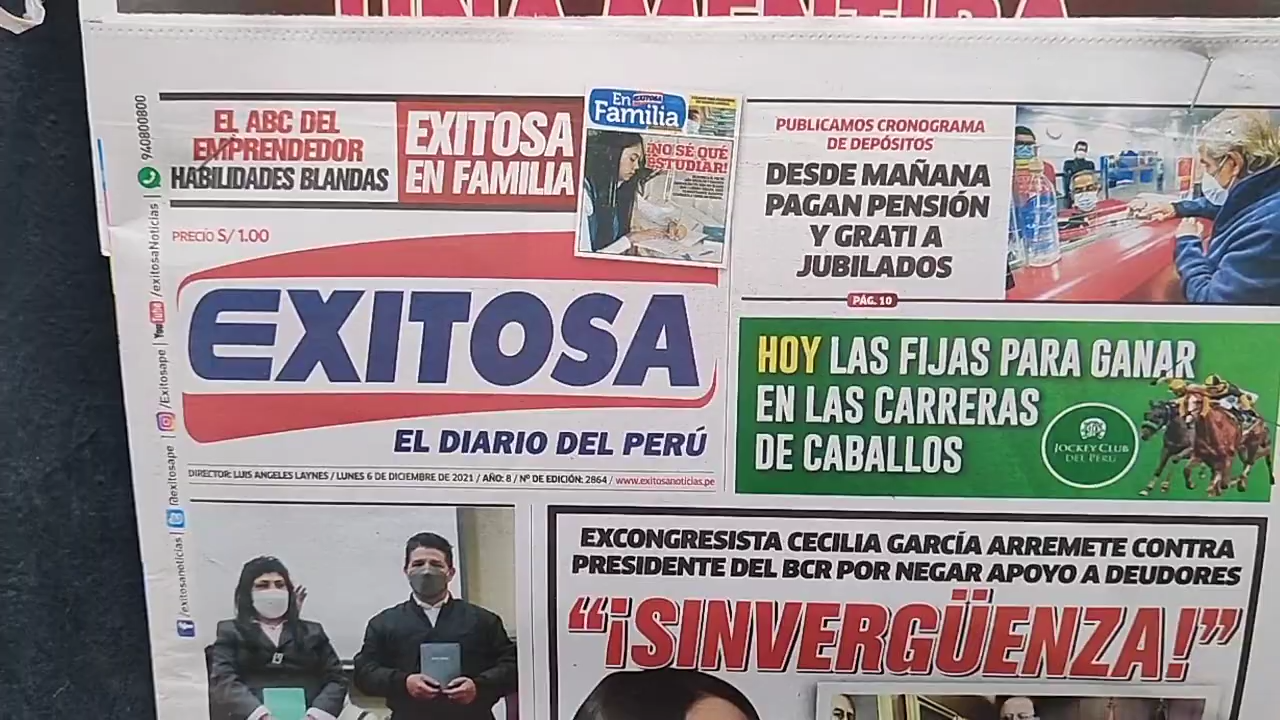 UNA MENTIRA
EL ABC DEL
EMPRENDEDOR
HABILIDADES BLANDAS
EXITOSA
EN FAMILIA
En EXITOSA
Familia
¡NO SÉ QUÉ
ESTUDIAR!
PUBLICAMOS CRONOGRAMA
DE DEPÓSITOS
DESDE MAÑANA
PAGAN PENSIÓN
Y GRATI A
JUBILADOS
PÁG. 10
PRECIO S/ 1.00
EXITOSA
EL DIARIO DEL PERÚ
DIRECTOR: LUIS ANGELES LAYNES / LUNES 6 DE DICIEMBRE DE 2021 / AÑO: 8 / Nº DE EDICIÓN: 2864 / www.exitosanoticias.pe
HOY LAS FIJAS PARA GANAR
EN LAS CARRERAS
DE CABALLOS
JOCKEY CLUB
DEL PERÚ
/exitosanoticias | @exitosape | /Exitosape | YouTube /exitosaNoticias | 940800800
EXCONGRESISTA CECILIA GARCÍA ARREMETE CONTRA
PRESIDENTE DEL BCR POR NEGAR APOYO A DEUDORES
“¡SINVERGÜENZA!”